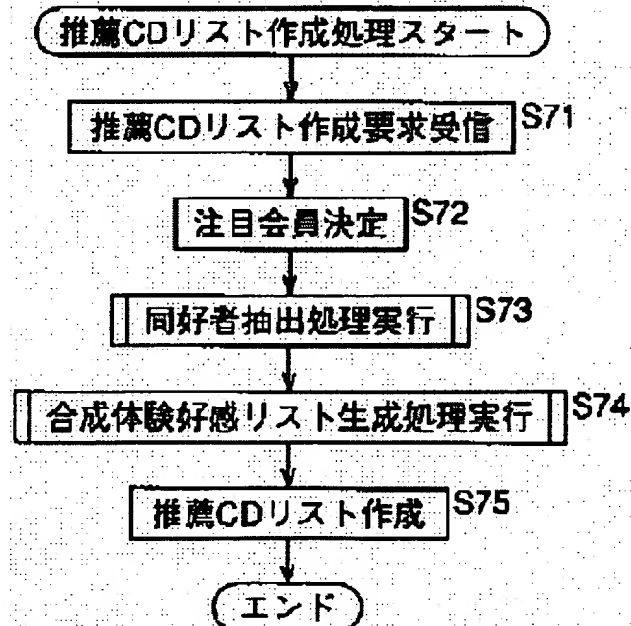 推薦CDリスト作成処理スタート
推薦CDリスト作成要求受信 S71
注目会員決定 S72
同好者抽出処理実行 S73
合成体験好感リスト生成処理実行 S74
推薦CDリスト作成 S75
エンド